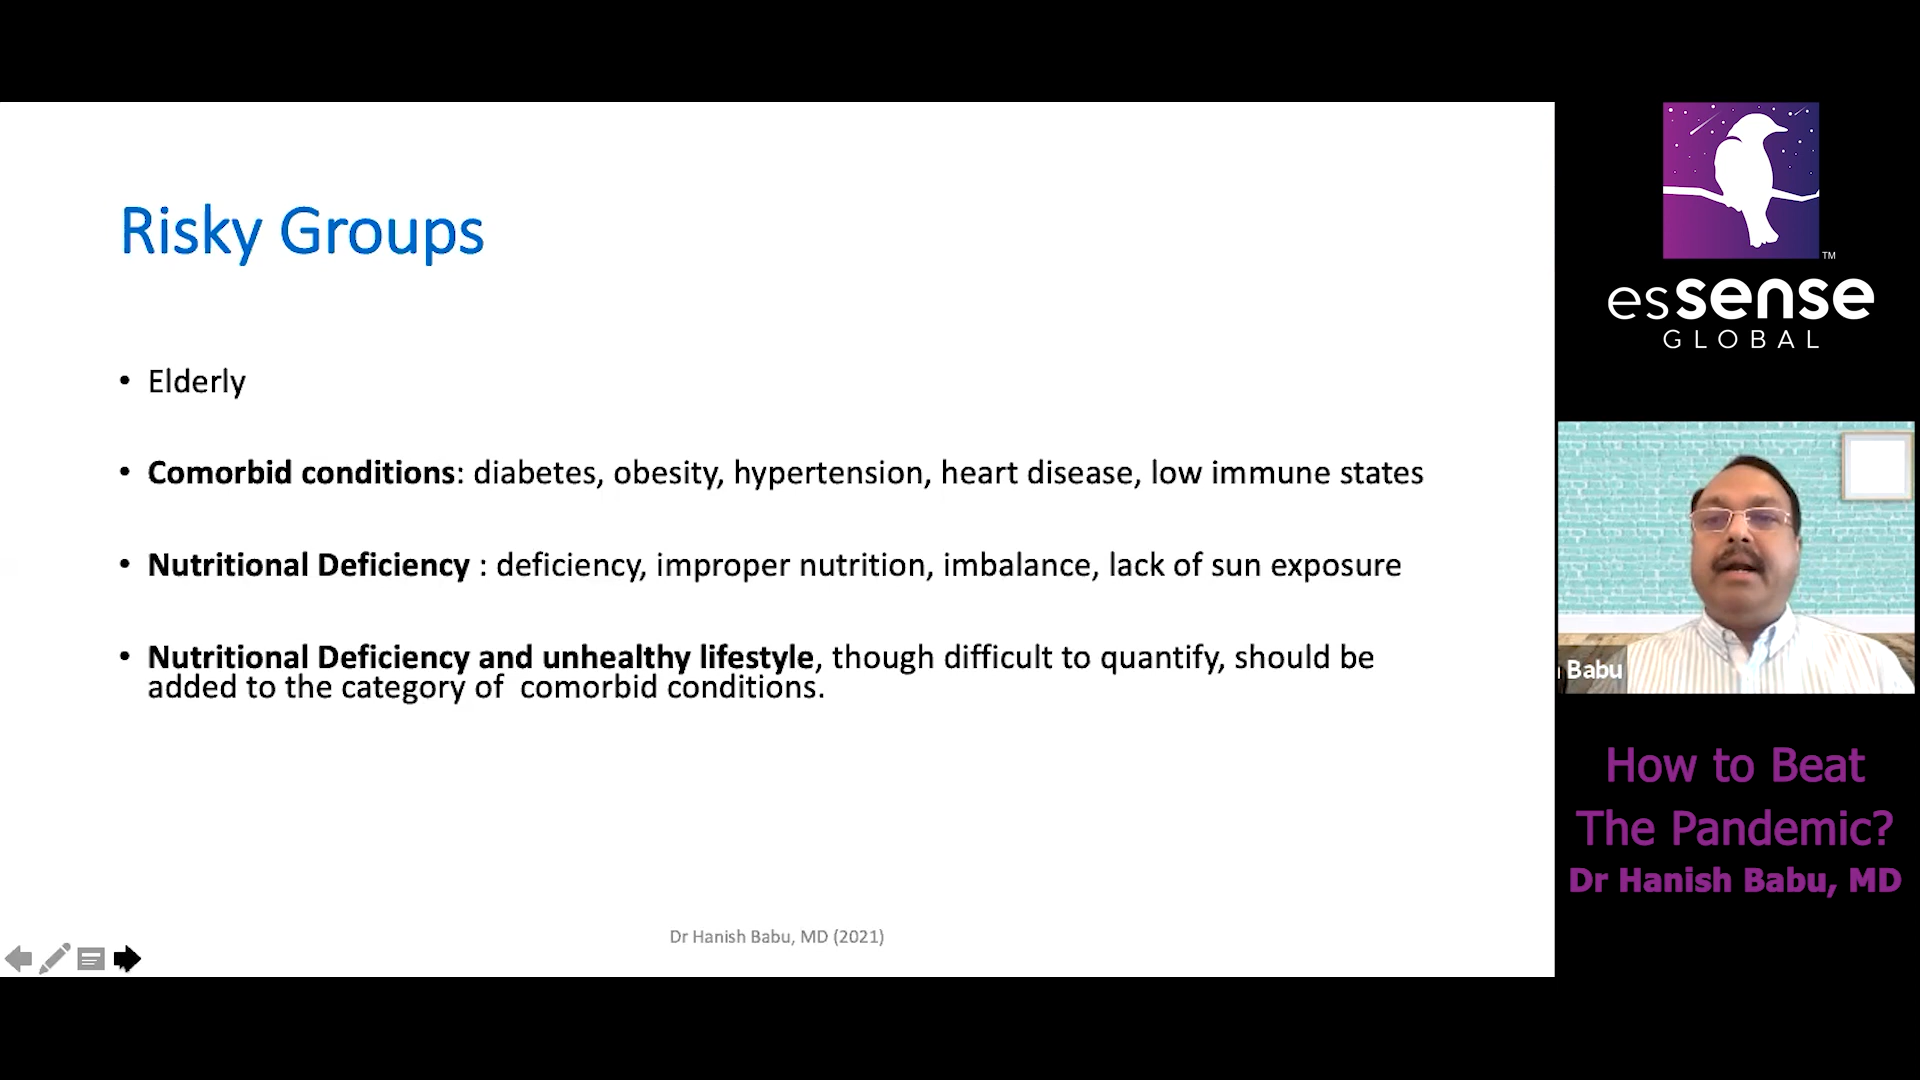 Risky Groups
• Elderly
• Comorbid conditions: diabetes, obesity, hypertension, heart disease, low immune states
• Nutritional Deficiency : deficiency, improper nutrition, imbalance, lack of sun exposure
• Nutritional Deficiency and unhealthy lifestyle, though difficult to quantify, should be
added to the category of comorbid conditions.
Dr Hanish Babu, MD (2021)
TM
essense
GLOBAL
Babu
How to Beat
The Pandemic?
Dr Hanish Babu, MD